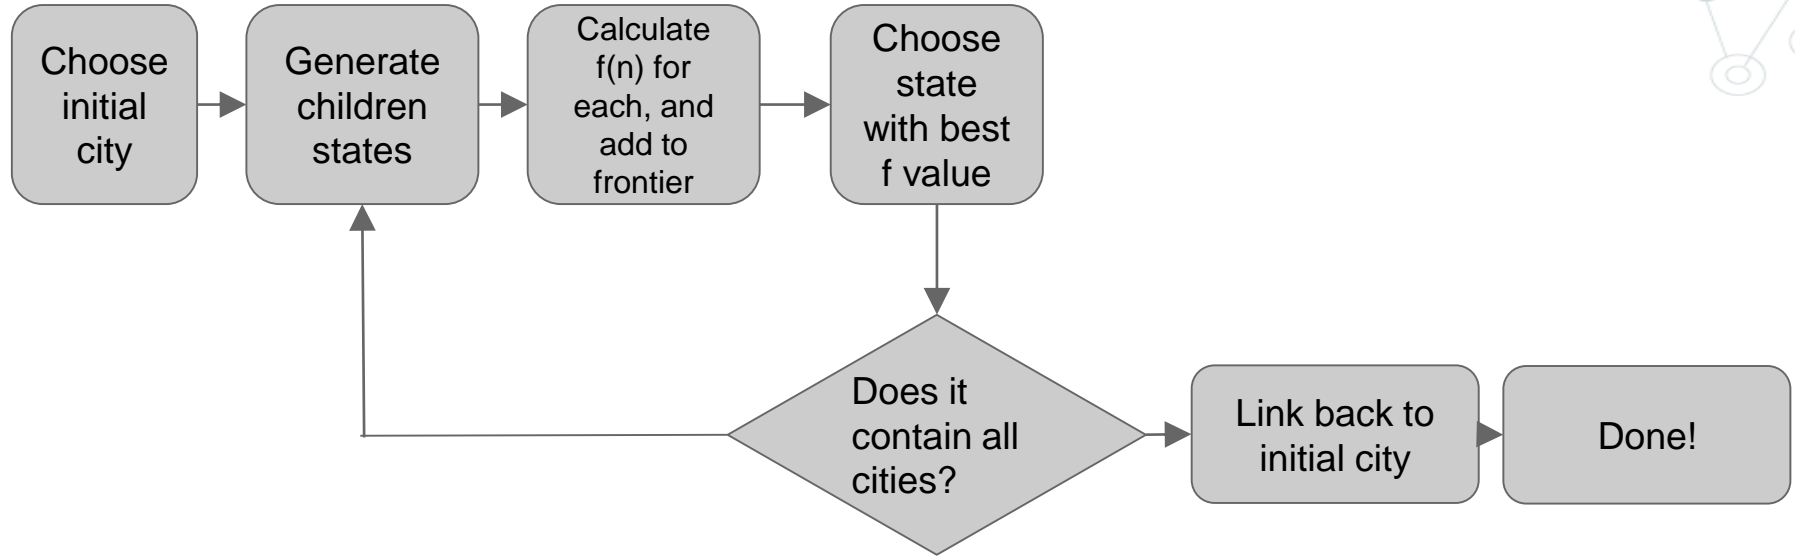 Choose
initial
city
Generate
children
states
Calculate
f(n) for
each, and
add to
frontier
Choose
state
with best
f value
Does it
contain all
cities?
Link back to
initial city
Done!